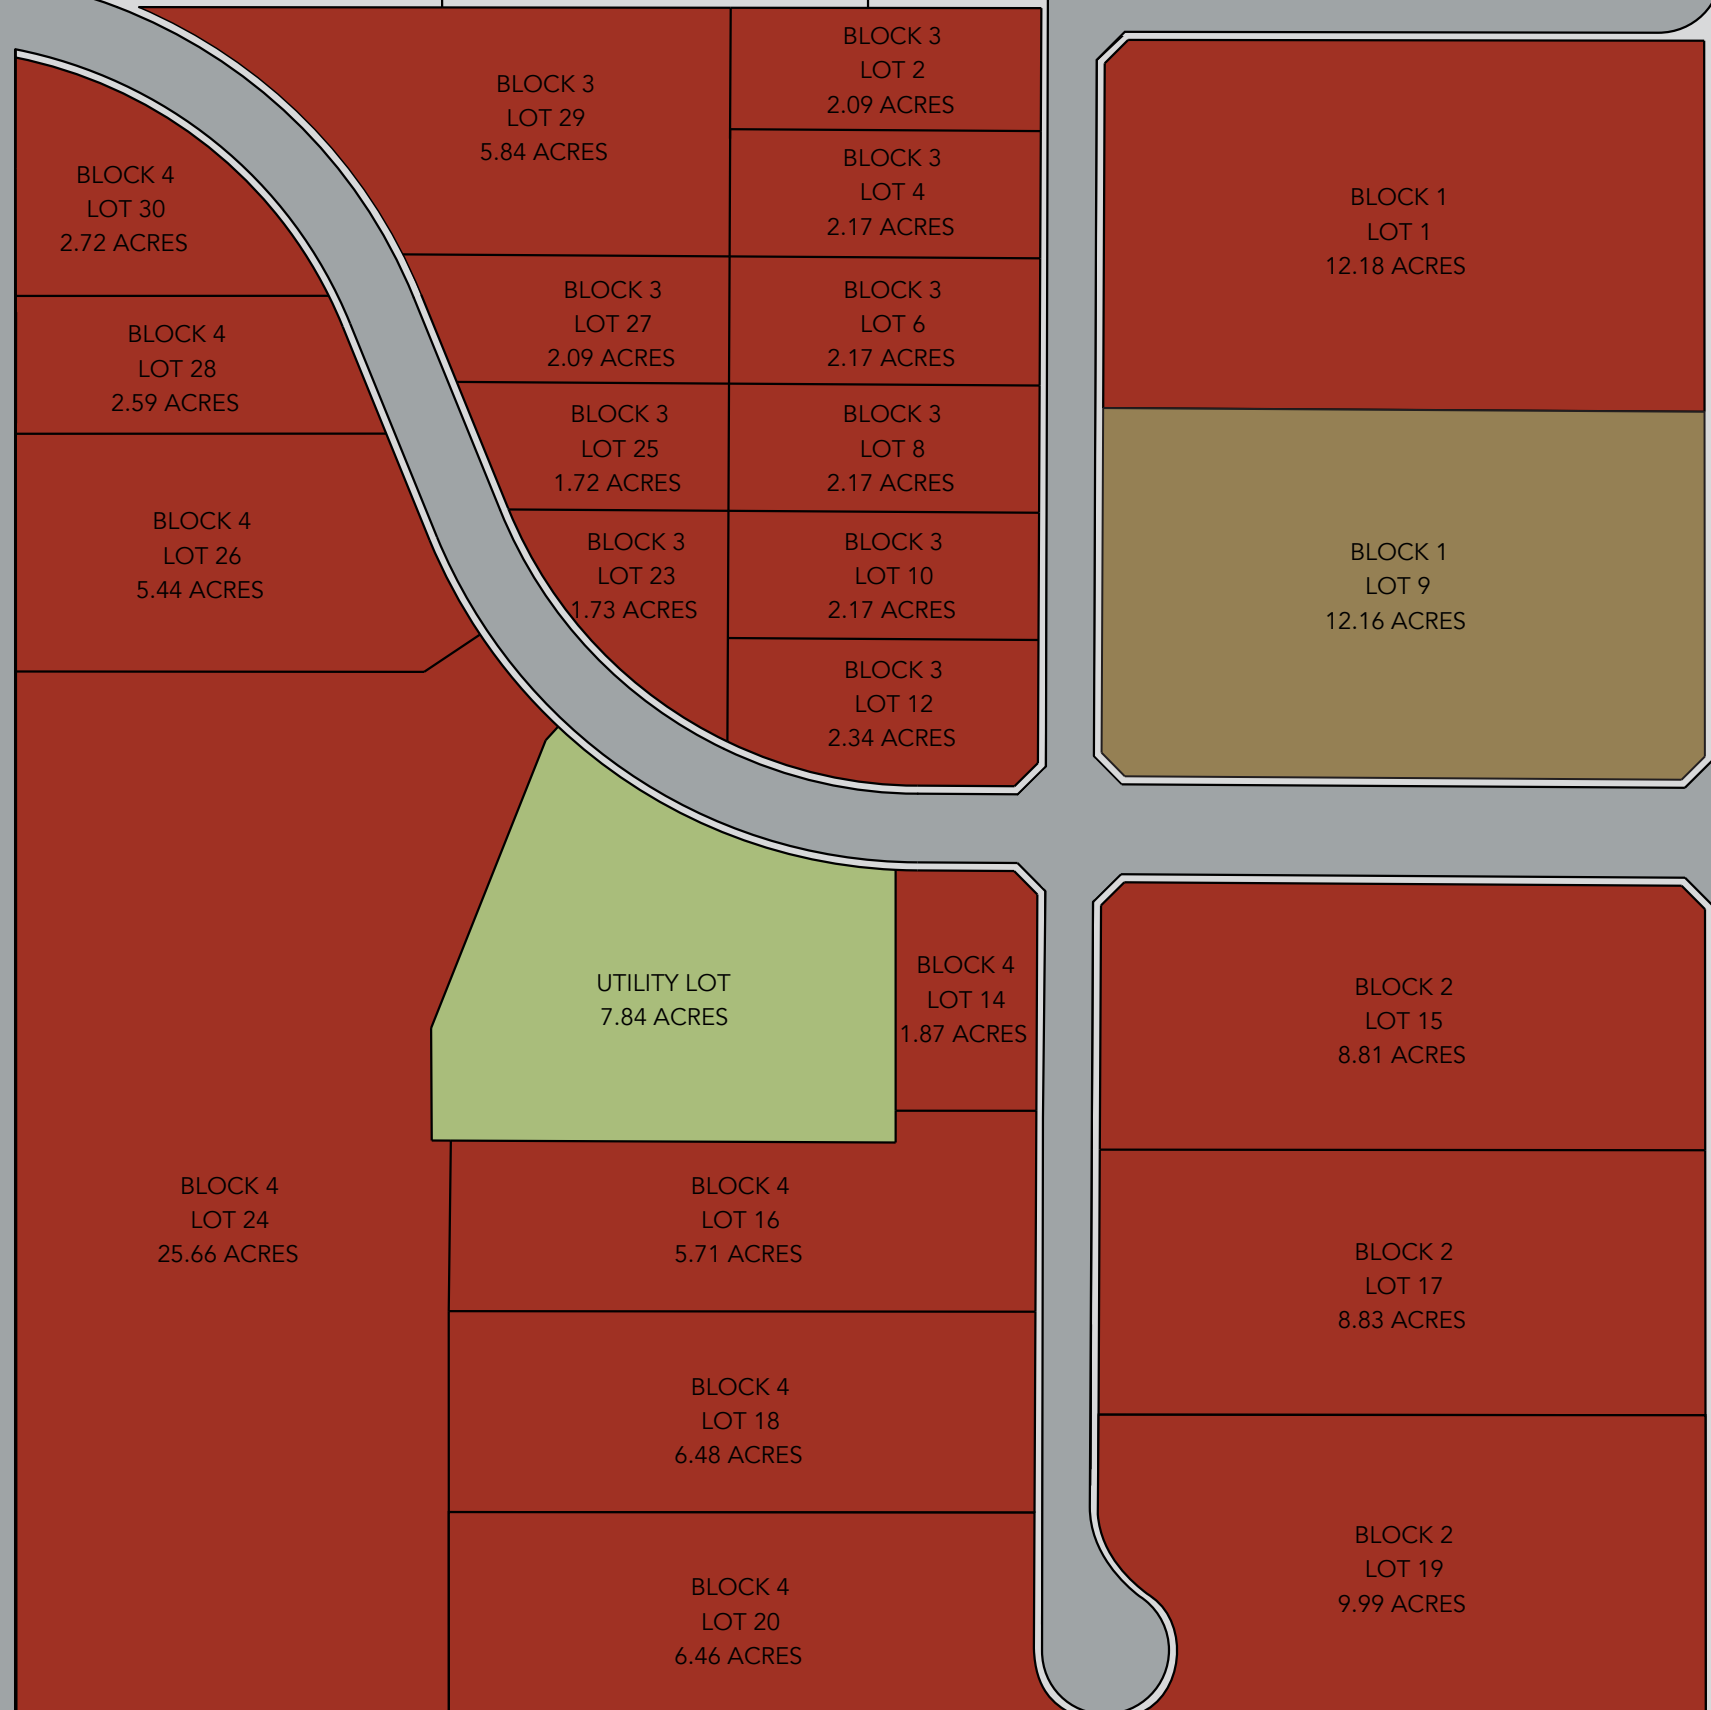 BLOCK 3
LOT 2
2.09 ACRES
BLOCK 3
LOT 29
5.84 ACRES
BLOCK 3
LOT 4
2.17 ACRES
BLOCK 4
LOT 30
2.72 ACRES
BLOCK 1
LOT 1
12.18 ACRES
BLOCK 3
LOT 27
2.09 ACRES
BLOCK 3
LOT 6
2.17 ACRES
BLOCK 4
LOT 28
2.59 ACRES
BLOCK 3
LOT 25
1.72 ACRES
BLOCK 3
LOT 8
2.17 ACRES
BLOCK 4
LOT 26
5.44 ACRES
BLOCK 3
LOT 23
1.73 ACRES
BLOCK 3
LOT 10
2.17 ACRES
BLOCK 1
LOT 9
12.16 ACRES
BLOCK 3
LOT 12
2.34 ACRES
UTILITY LOT
7.84 ACRES
BLOCK 4
LOT 14
1.87 ACRES
BLOCK 2
LOT 15
8.81 ACRES
BLOCK 4
LOT 24
25.66 ACRES
BLOCK 4
LOT 16
5.71 ACRES
BLOCK 2
LOT 17
8.83 ACRES
BLOCK 4
LOT 18
6.48 ACRES
BLOCK 2
LOT 19
9.99 ACRES
BLOCK 4
LOT 20
6.46 ACRES